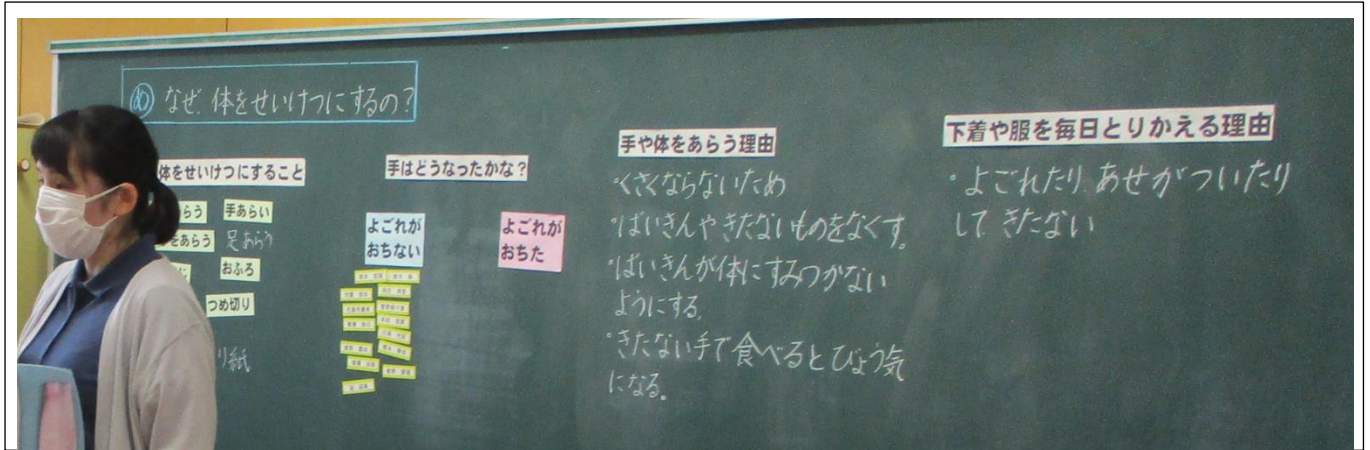 め なぜ、体をせいけつにするの？
体をせいけつにすること
らう 手あらい
をあらう 足あらう
おふろ
つめ切り
り紙
手はどうなったかな？
よごれが
おちない
よごれが
おちた
手や体をあらう理由
・くさくならないため
・ばいきんやきたないものをなくす。
・ばいきんが体にすみつかない
ようにする。
・きたない手で食べるとびょう気
になる。
下着や服を毎日とりかえる理由
・よごれたり、あせがついたり
して きたない